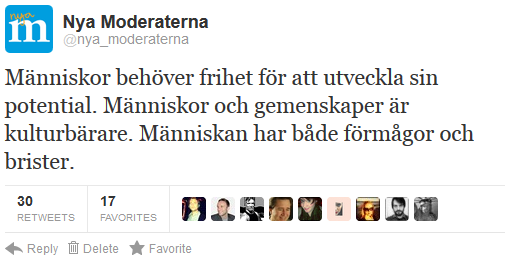 nya
m
Nya Moderaterna
@nya_moderaterna
Människor behöver frihet för att utveckla sin
potential. Människor och gemenskaper är
kulturbärare. Människan har både förmågor och
brister.
30 17
RETWEETS FAVORITES
Reply Delete Favorite